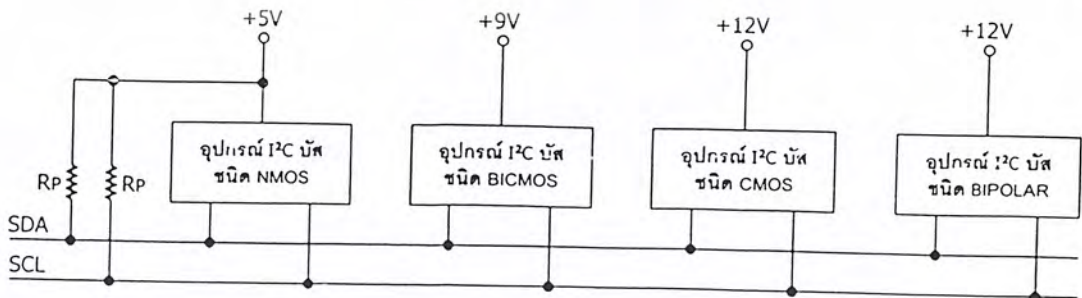 +5V
+9V
+12V
+12V
อุปกรณ์ I²C บัส
ชนิด NMOS
อุปกรณ์ I²C บัส
ชนิด BICMOS
อุปกรณ์ I²C บัส
ชนิด CMOS
อุปกรณ์ I²C บัส
ชนิด BIPOLAR
RP
RP
SDA
SCL